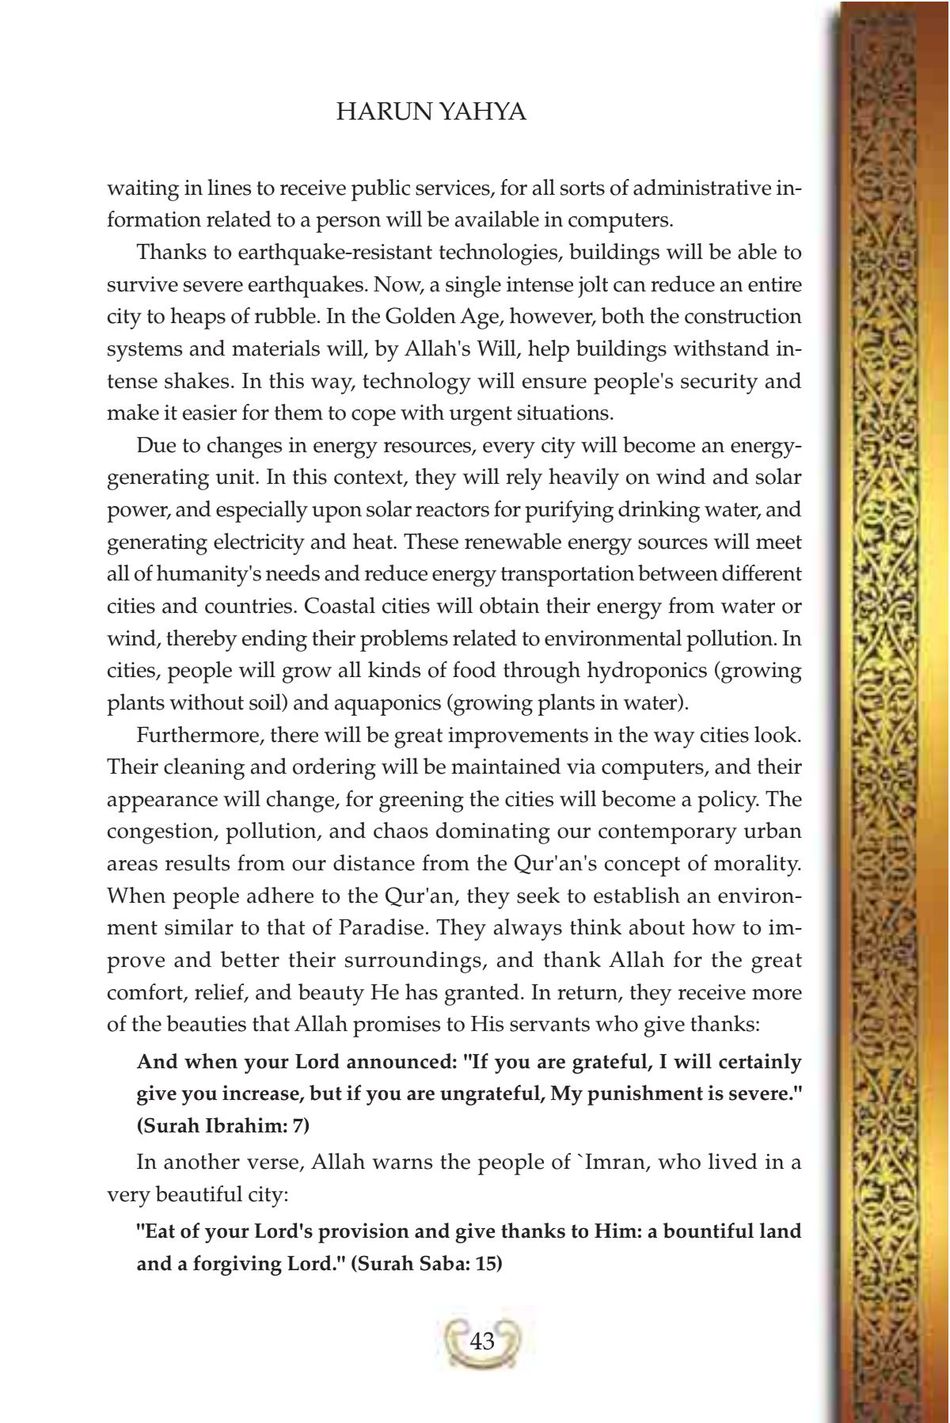 HARUN YAHYA
waiting in lines to receive public services, for all sorts of administrative in-
formation related to a person will be available in computers.
Thanks to earthquake-resistant technologies, buildings will be able to
survive severe earthquakes. Now, a single intense jolt can reduce an entire
city to heaps of rubble. In the Golden Age, however, both the construction
systems and materials will, by Allah's Will, help buildings withstand in-
tense shakes. In this way, technology will ensure people's security and
make it easier for them to cope with urgent situations.
Due to changes in energy resources, every city will become an energy-
generating unit. In this context, they will rely heavily on wind and solar
power, and especially upon solar reactors for purifying drinking water, and
generating electricity and heat. These renewable energy sources will meet
all of humanity's needs and reduce energy transportation between different
cities and countries. Coastal cities will obtain their energy from water or
wind, thereby ending their problems related to environmental pollution. In
cities, people will grow all kinds of food through hydroponics (growing
plants without soil) and aquaponics (growing plants in water).
Furthermore, there will be great improvements in the way cities look.
Their cleaning and ordering will be maintained via computers, and their
appearance will change, for greening the cities will become a policy. The
congestion, pollution, and chaos dominating our contemporary urban
areas results from our distance from the Qur'an's concept of morality.
When people adhere to the Qur'an, they seek to establish an environ-
ment similar to that of Paradise. They always think about how to im-
prove and better their surroundings, and thank Allah for the great
comfort, relief, and beauty He has granted. In return, they receive more
of the beauties that Allah promises to His servants who give thanks:
And when your Lord announced: "If you are grateful, I will certainly
give you increase, but if you are ungrateful, My punishment is severe."
(Surah Ibrahim: 7)
In another verse, Allah warns the people of `Imran, who lived in a
very beautiful city:
"Eat of your Lord's provision and give thanks to Him: a bountiful land
and a forgiving Lord." (Surah Saba: 15)
43